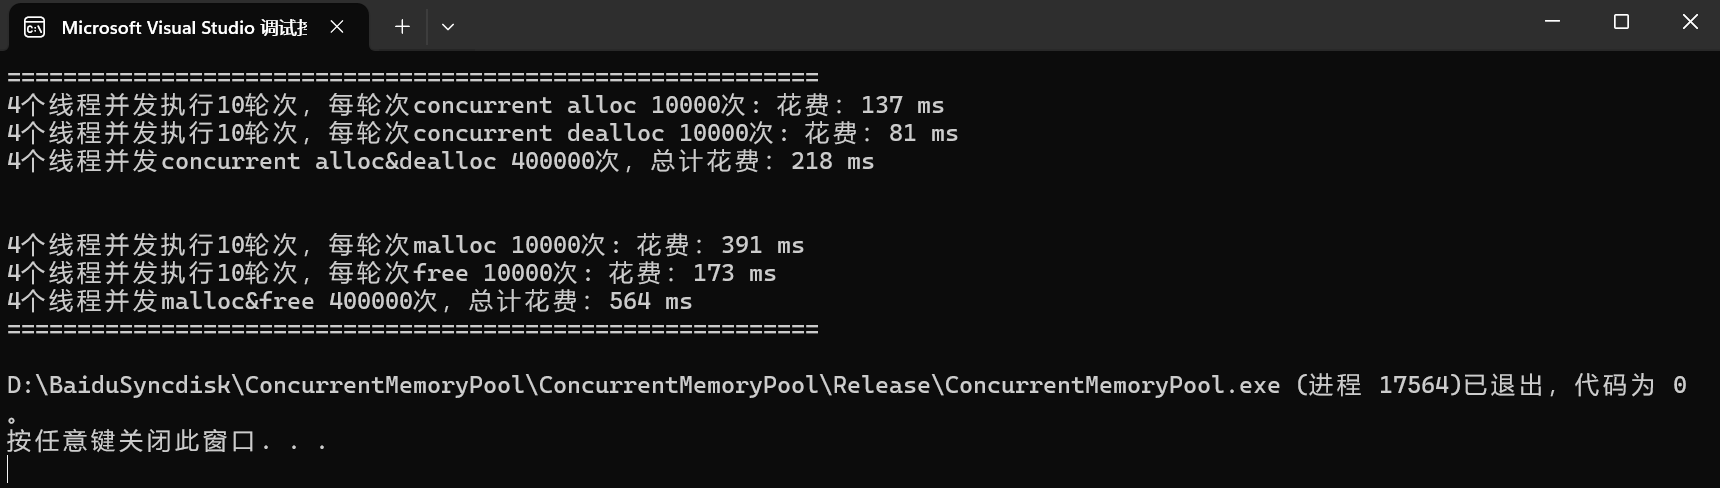 Microsoft Visual Studio 调试控
==========================================================
4个线程并发执行10轮次，每轮次concurrent alloc 10000次: 花费: 137 ms
4个线程并发执行10轮次，每轮次concurrent dealloc 10000次: 花费: 81 ms
4个线程并发concurrent alloc&dealloc 400000次，总计花费: 218 ms
4个线程并发执行10轮次，每轮次malloc 10000次: 花费: 391 ms
4个线程并发执行10轮次，每轮次free 10000次: 花费: 173 ms
4个线程并发malloc&free 400000次，总计花费: 564 ms
==========================================================
D:\BaiduSyncdisk\ConcurrentMemoryPool\ConcurrentMemoryPool\Release\ConcurrentMemoryPool.exe (进程 17564)已退出，代码为 0
。
按任意键关闭此窗口. . .